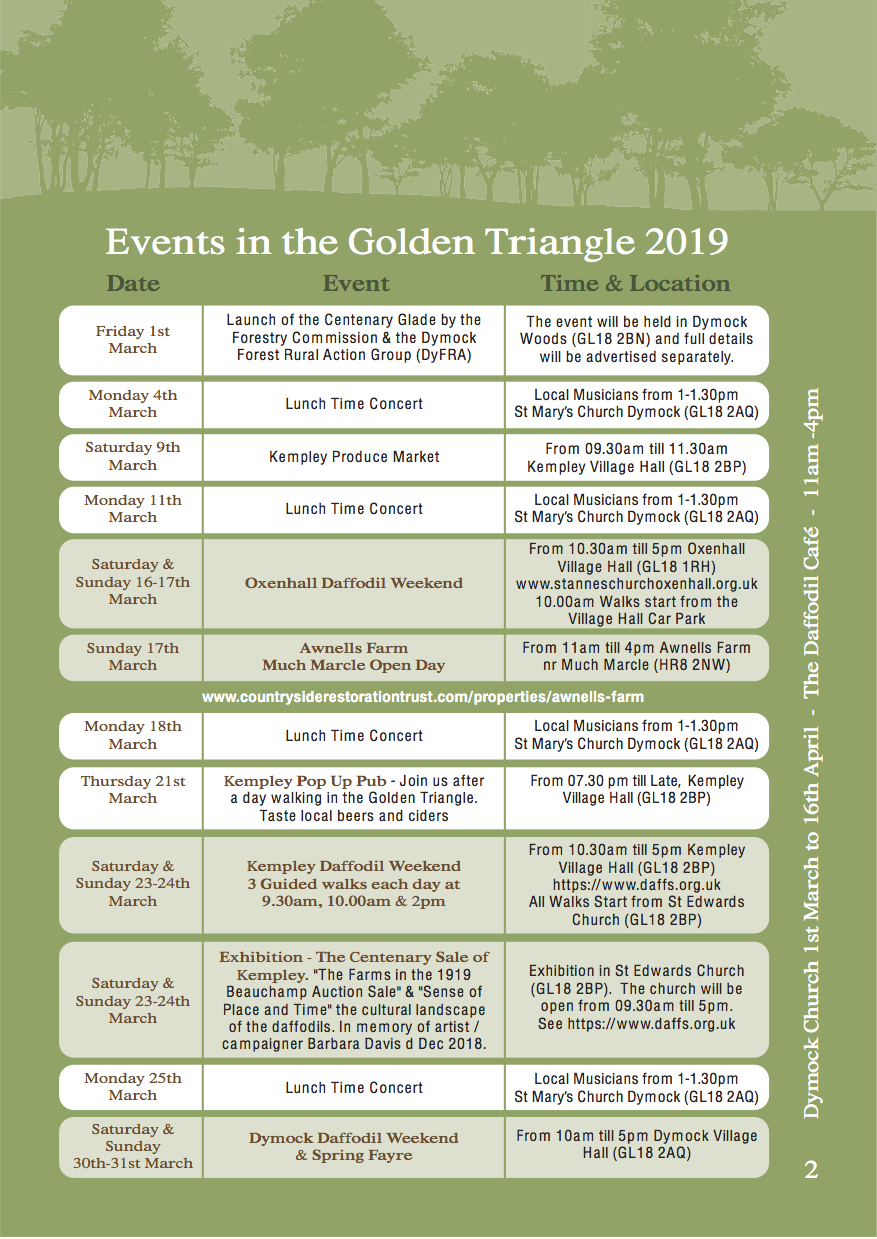 Events in the Golden Triangle 2019
Date
Event
Time & Location
Friday 1st
March
Launch of the Centenary Glade by the
Forestry Commission & the Dymock
Forest Rural Action Group (DyFRA)
The event will be held in Dymock
Woods (GL18 2BN) and full details
will be advertised separately.
Monday 4th
March
Lunch Time Concert
Local Musicians from 1-1.30pm
St Mary's Church Dymock (GL18 2AQ)
Saturday 9th
March
Kempley Produce Market
From 09.30am till 11.30am
Kempley Village Hall (GL18 2BP)
Monday 11th
March
Lunch Time Concert
Local Musicians from 1-1.30pm
St Mary's Church Dymock (GL18 2AQ)
Saturday &
Sunday 16-17th
March
Oxenhall Daffodil Weekend
From 10.30am till 5pm Oxenhall
Village Hall (GL18 1RH)
www.stanneschurchoxenhall.org.uk
10.00am Walks start from the
Village Hall Car Park
Sunday 17th
March
Awnells Farm
Much Marcle Open Day
From 11am till 4pm Awnells Farm
nr Much Marcle (HR8 2NW)
www.countrysiderestorationtrust.com/properties/awnells-farm
Monday 18th
March
Lunch Time Concert
Local Musicians from 1-1.30pm
St Mary's Church Dymock (GL18 2AQ)
Thursday 21st
March
Kempley Pop Up Pub - Join us after
a day walking in the Golden Triangle.
Taste local beers and ciders
From 07.30 pm till Late, Kempley
Village Hall (GL18 2BP)
Saturday &
Sunday 23-24th
March
Kempley Daffodil Weekend
3 Guided walks each day at
9.30am, 10.00am & 2pm
From 10.30am till 5pm Kempley
Village Hall (GL18 2BP)
https://www.daffs.org.uk
All Walks Start from St Edwards
Church (GL18 2BP)
Saturday &
Sunday 23-24th
March
Exhibition - The Centenary Sale of
Kempley. "The Farms in the 1919
Beauchamp Auction Sale" & "Sense of
Place and Time" the cultural landscape
of the daffodils. In memory of artist /
campaigner Barbara Davis d Dec 2018.
Exhibition in St Edwards Church
(GL18 2BP).  The church will be
open from 09.30am till 5pm.
See https://www.daffs.org.uk
Monday 25th
March
Lunch Time Concert
Local Musicians from 1-1.30pm
St Mary's Church Dymock (GL18 2AQ)
Saturday &
Sunday
30th-31st March
Dymock Daffodil Weekend
& Spring Fayre
From 10am till 5pm Dymock Village
Hall (GL18 2AQ)
Dymock Church 1st March to 16th April - The Daffodil Café - 11am -4pm
2